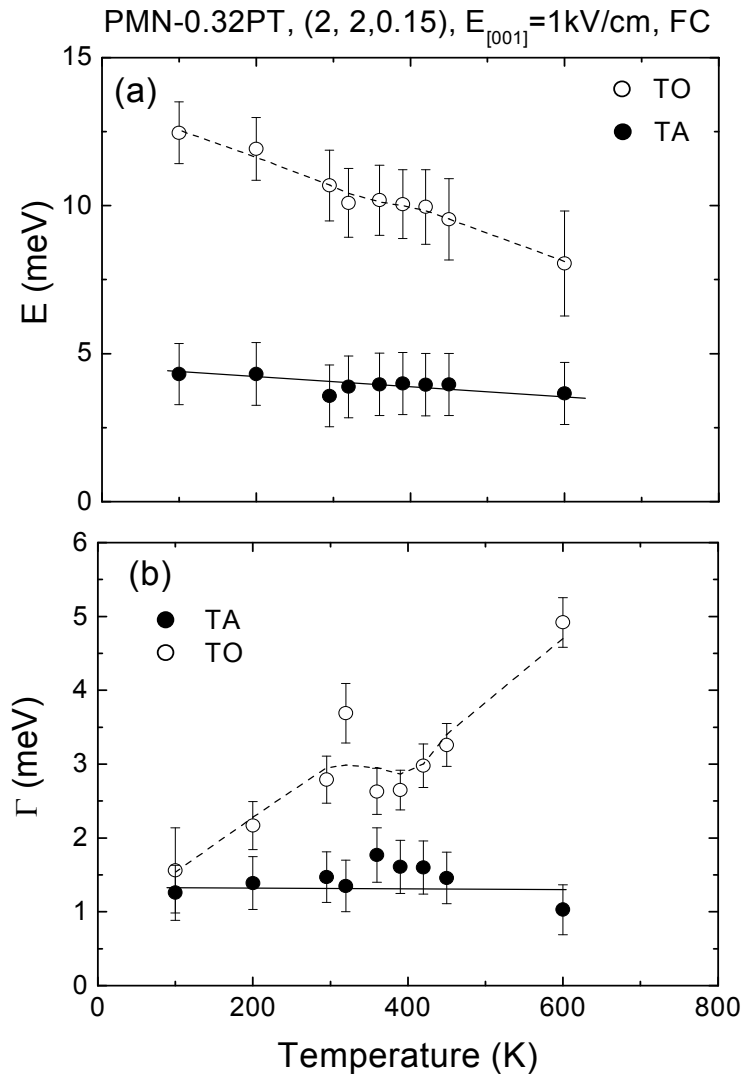 PMN-0.32PT, (2, 2,0.15), E[001]=1kV/cm, FC
15
(a)
TO
TA
10
E (meV)
5
0
6
(b)
5
TA
TO
4
3
Γ (meV)
2
1
0
0 200 400 600 800
Temperature (K)